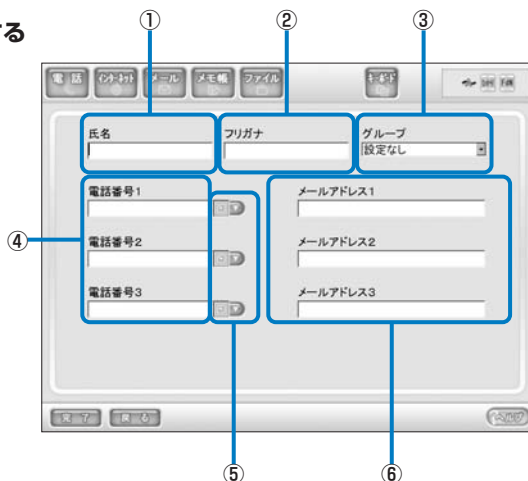 する
① ② ③
電話 インターネット メール メモ帳 ファイル キーボード
氏名 フリガナ グループ
設定なし
④
電話番号1 メールアドレス1
電話番号2 メールアドレス2
電話番号3 メールアドレス3
完了 戻る ヘルプ
⑤ ⑥